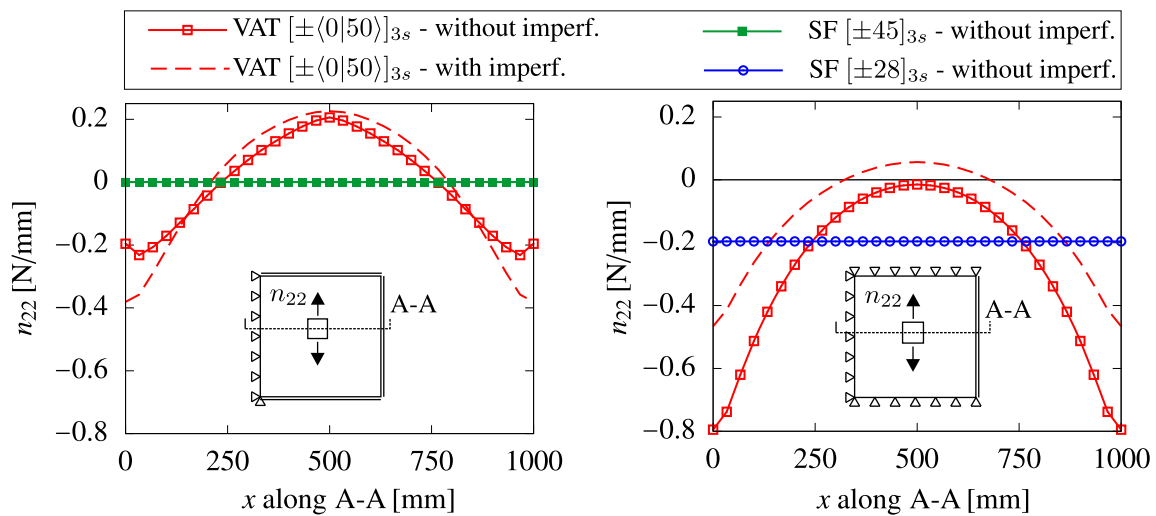 VAT [±⟨0|50⟩]₃ₛ - without imperf.
SF [±45]₃ₛ - without imperf.
VAT [±⟨0|50⟩]₃ₛ - with imperf.
SF [±28]₃ₛ - without imperf.
0.2
0
−0.2
−0.4
−0.6
−0.8
n₂₂ [N/mm]
n₂₂
A-A
0 250 500 750 1000
x along A-A [mm]
0.2
0
−0.2
−0.4
−0.6
−0.8
n₂₂ [N/mm]
n₂₂
A-A
0 250 500 750 1000
x along A-A [mm]